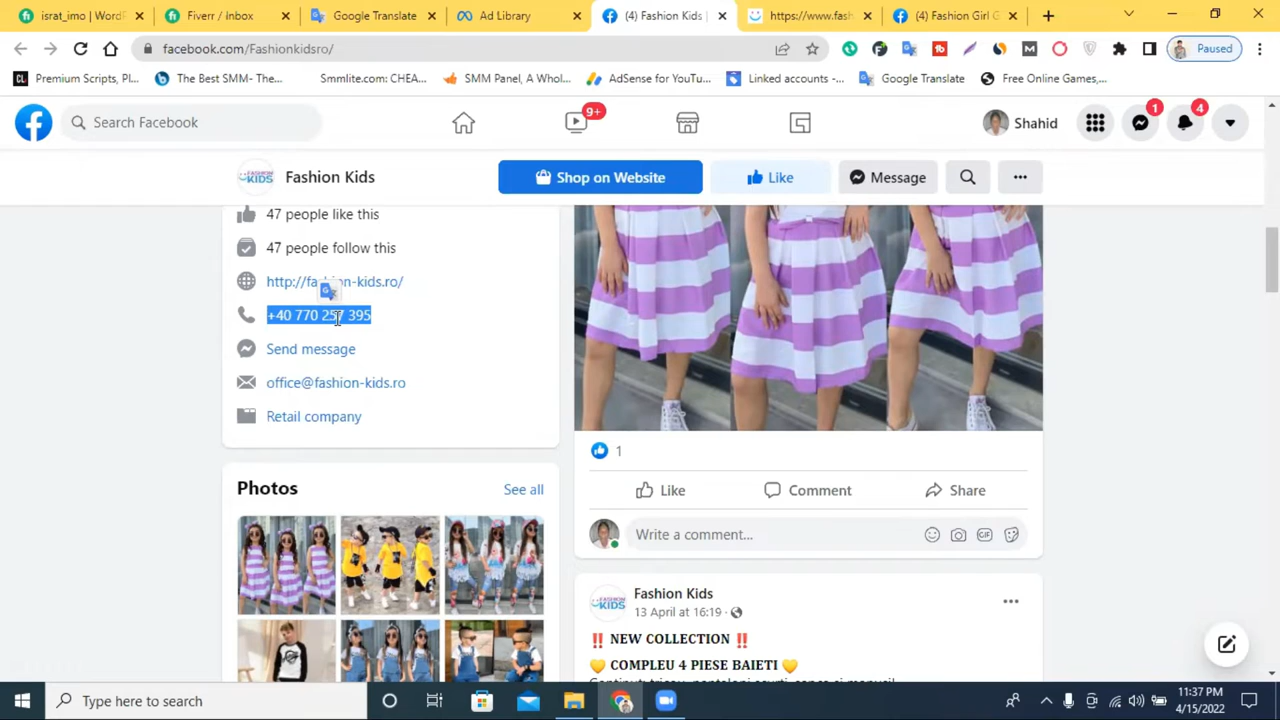 israt_imo | WordP
Fiverr / Inbox
Google Translate
Ad Library
(4) Fashion Kids |
https://www.fash
(4) Fashion Girl G
facebook.com/Fashionkidsro/
Paused
Premium Scripts, Pl...
The Best SMM- The...
Smmlite.com: CHEA...
SMM Panel, A Whol...
AdSense for YouTu...
Linked accounts -...
Google Translate
Free Online Games,...
Search Facebook
9+
Shahid
1
4
Fashion Kids
Shop on Website
Like
Message
47 people like this
47 people follow this
http://fashion-kids.ro/
+40 770 257 395
Send message
office@fashion-kids.ro
Retail company
Photos
See all
1
Like
Comment
Share
Write a comment...
Fashion Kids
13 April at 16:19
‼ NEW COLLECTION ‼
💛 COMPLEU 4 PIESE BAIETI 💛
Type here to search
11:37 PM
4/15/2022